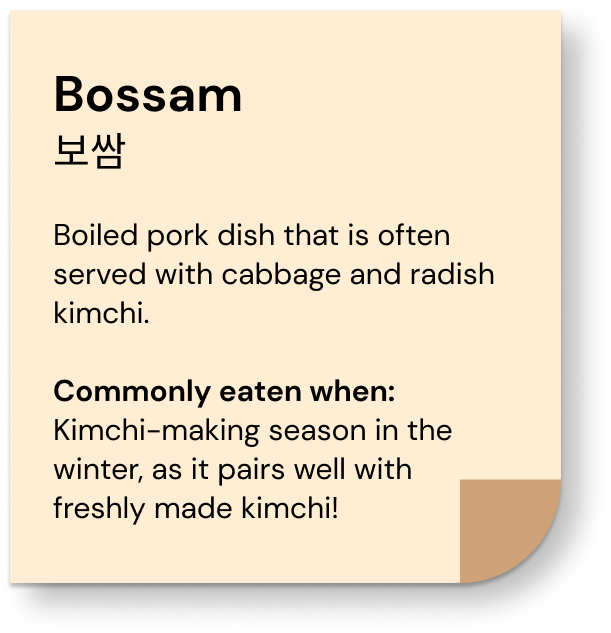 Bossam
보쌈
Boiled pork dish that is often
served with cabbage and radish
kimchi.
Commonly eaten when:
Kimchi-making season in the
winter, as it pairs well with
freshly made kimchi!